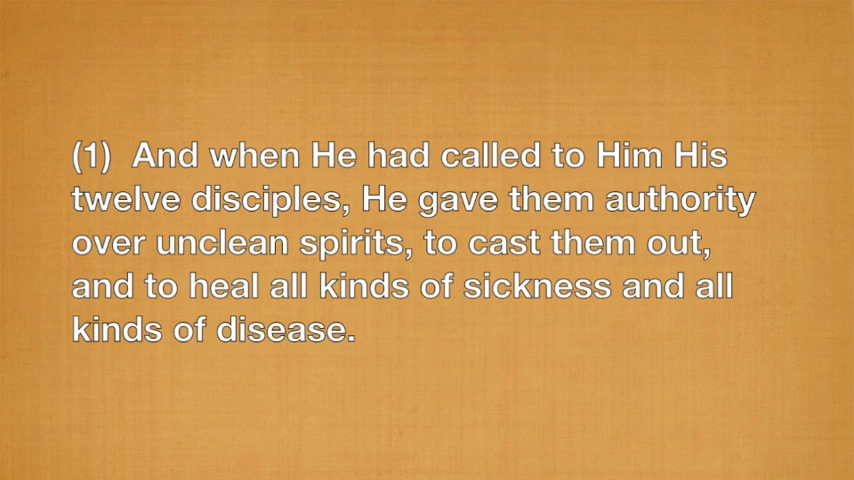 (1)  And when He had called to Him His
twelve disciples, He gave them authority
over unclean spirits, to cast them out,
and to heal all kinds of sickness and all
kinds of disease.